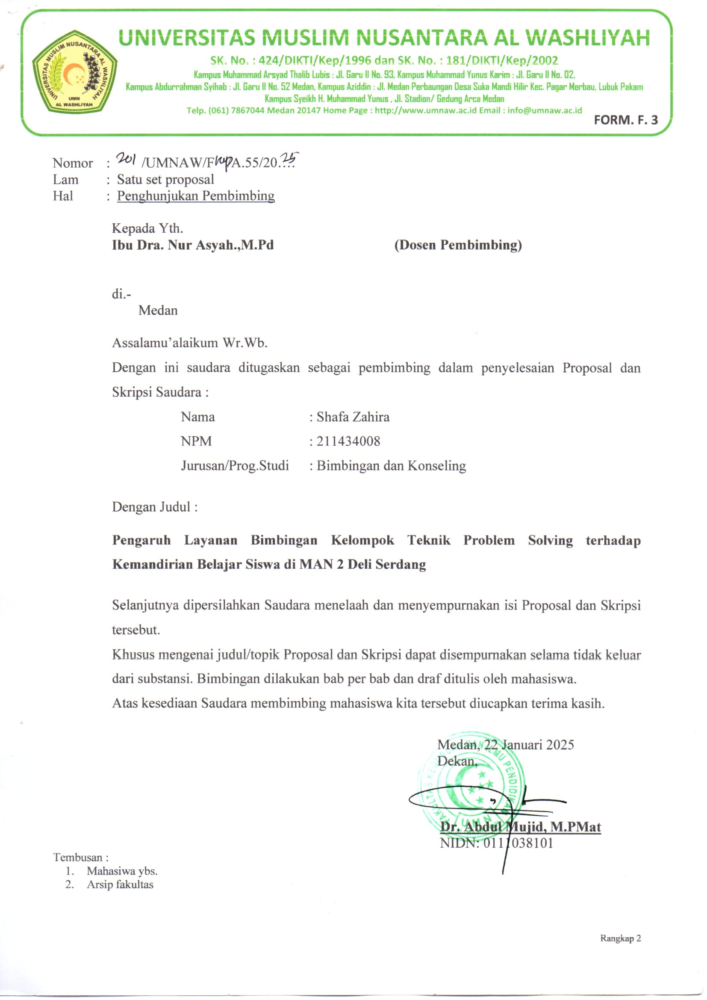 UNIVERSITAS MUSLIM NUSANTARA AL WASHLIYAH
SK. No. : 424/DIKTI/Kep/1996 dan SK. No. : 181/DIKTI/Kep/2002
Kampus Muhammad Arsyad Thalib Lubis : Jl. Garu II No. 93, Kampus Muhammad Yunus Karim : Jl. Garu II No. 02,
Kampus Abdurrahman Syihab : Jl. Garu II No. 52 Medan, Kampus Aziddin : Jl. Medan Perbaungan Desa Suka Mandi Hilir Kec. Pagar Merbau, Lubuk Pakam
Kampus Syeikh H. Muhammad Yunus , Jl. Stadion/ Gedung Arca Medan
Telp. (061) 7867044 Medan 20147 Home Page : http://www.umnaw.ac.id Email : info@umnaw.ac.id
FORM. F. 3
UNIVERSITAS MUSLIM NUSANTARA AL WASHLIYAH
UMN
AL WASHLIYAH
Nomor : 201 /UMNAW/Fkip/A.55/2025
Lam : Satu set proposal
Hal : Penghunjukan Pembimbing
Kepada Yth.
Ibu Dra. Nur Asyah.,M.Pd (Dosen Pembimbing)
di.-
Medan
Assalamu'alaikum Wr.Wb.
Dengan ini saudara ditugaskan sebagai pembimbing dalam penyelesaian Proposal dan
Skripsi Saudara :
Nama : Shafa Zahira
NPM : 211434008
Jurusan/Prog.Studi : Bimbingan dan Konseling
Dengan Judul :
Pengaruh Layanan Bimbingan Kelompok Teknik Problem Solving terhadap
Kemandirian Belajar Siswa di MAN 2 Deli Serdang
Selanjutnya dipersilahkan Saudara menelaah dan menyempurnakan isi Proposal dan Skripsi
tersebut.
Khusus mengenai judul/topik Proposal dan Skripsi dapat disempurnakan selama tidak keluar
dari substansi. Bimbingan dilakukan bab per bab dan draf ditulis oleh mahasiswa.
Atas kesediaan Saudara membimbing mahasiswa kita tersebut diucapkan terima kasih.
Medan, 22 Januari 2025
Dekan,
FAKULTAS KEGURUAN DAN ILMU PENDIDIKAN
UMN
Dr. Abdul Mujid, M.PMat
NIDN: 0111038101
Tembusan :
1. Mahasiwa ybs.
2. Arsip fakultas
Rangkap 2